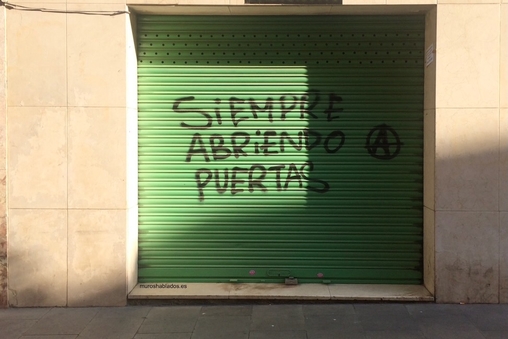 SIEMPRE
ABRIENDO
PUERTAS
muroshablados.es